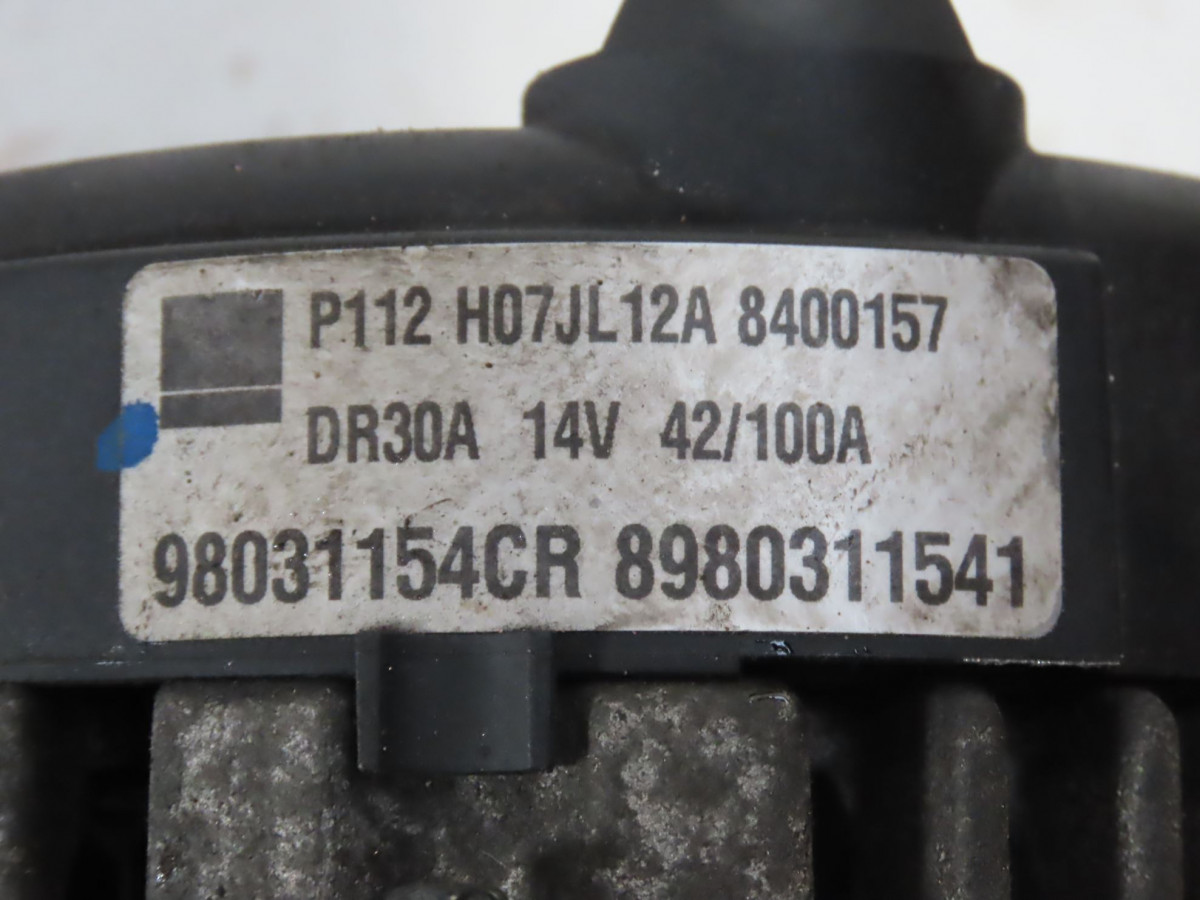 P112 H07JL12A 8400157
DR30A 14V 42/100A
98031154CR 8980311541